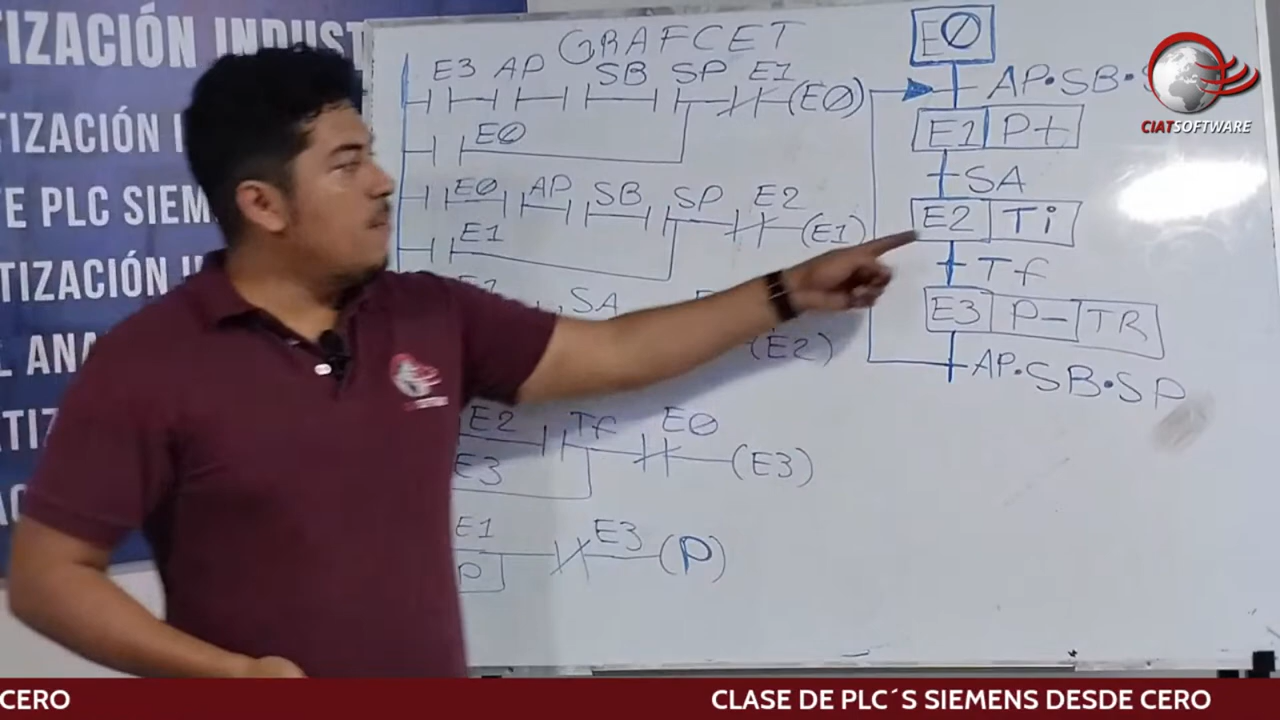 TIZACIÓN INDUST
TIZACIÓN I
TE PLC SIEM
TIZACIÓN
L ANA
GRAFCET
E3 AP SB SP E1
(E0)
E0
E0 AP SB SP E2
(E1)
E1
SA
(E2)
E2 Tf E0
(E3)
E3
E1 E3
(P)
P
E0
AP·SB·S
E1 P+
SA
E2 Ti
Tf
E3 P- TR
AP·SB·SP
CIATSOFTWARE
CERO
CLASE DE PLC´S SIEMENS DESDE CERO